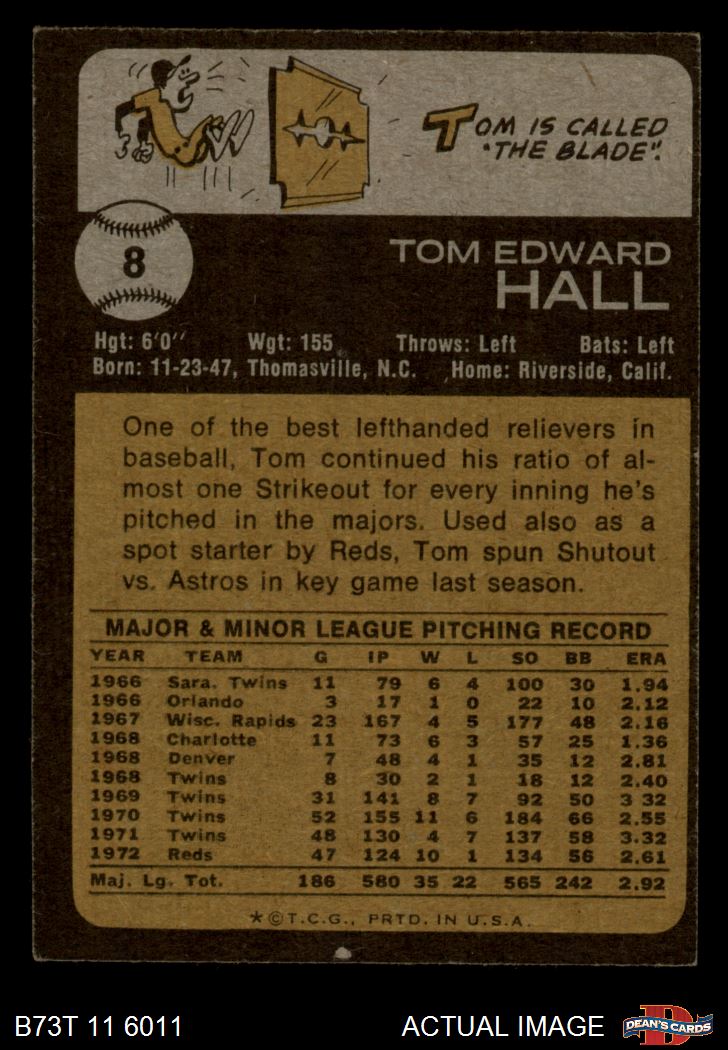 TOM IS CALLED
"THE BLADE".
8
TOM EDWARD
HALL
Hgt: 6'0" Wgt: 155 Throws: Left Bats: Left
Born: 11-23-47, Thomasville, N.C. Home: Riverside, Calif.
One of the best lefthanded relievers in
baseball, Tom continued his ratio of al-
most one Strikeout for every inning he's
pitched in the majors. Used also as a
spot starter by Reds, Tom spun Shutout
vs. Astros in key game last season.
MAJOR & MINOR LEAGUE PITCHING RECORD
YEAR TEAM G IP W L SO BB ERA
1966 Sara. Twins 11 79 6 4 100 30 1.94
1966 Orlando 3 17 1 0 22 10 2.12
1967 Wisc. Rapids 23 167 4 5 177 48 2.16
1968 Charlotte 11 73 6 3 57 25 1.36
1968 Denver 7 48 4 1 35 12 2.81
1968 Twins 8 30 2 1 18 12 2.40
1969 Twins 31 141 8 7 92 50 3 32
1970 Twins 52 155 11 6 184 66 2.55
1971 Twins 48 130 4 7 137 58 3.32
1972 Reds 47 124 10 1 134 56 2.61
Maj. Lg. Tot. 186 580 35 22 565 242 2.92
*©T.C.G., PRTD. IN U.S.A.
B73T 11 6011 ACTUAL IMAGE DEAN'S CARDS